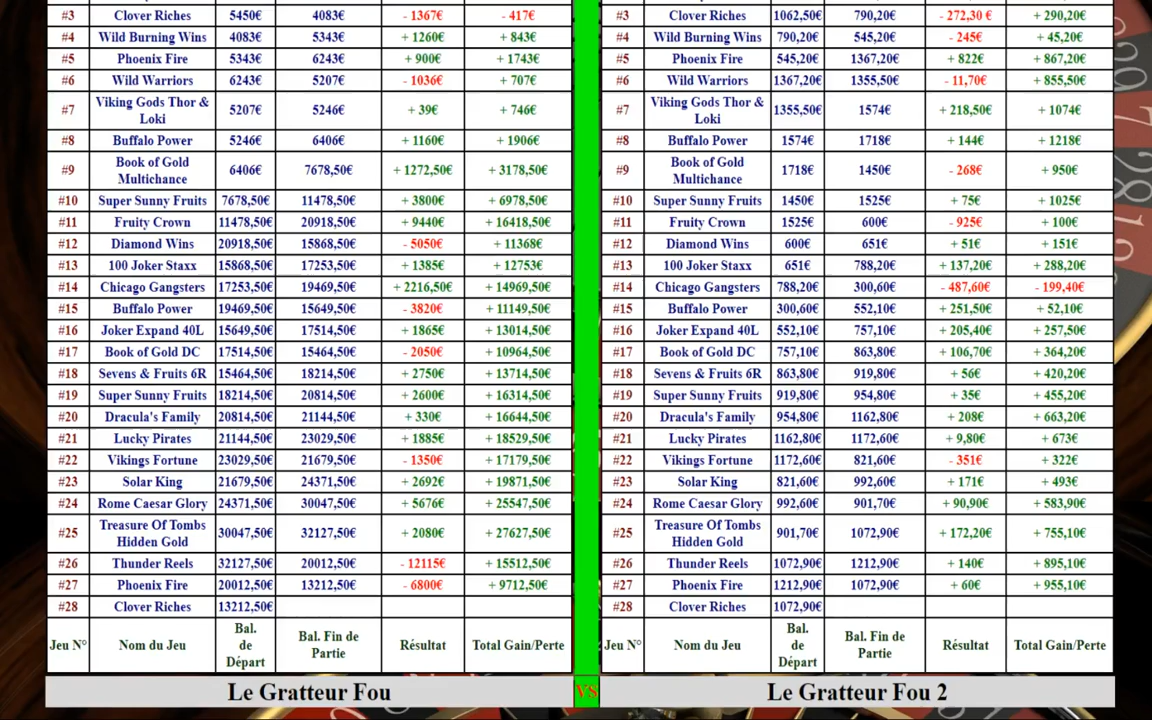 #3 Clover Riches 5450€ 4083€ - 1367€ - 417€ #3 Clover Riches 1062,50€ 790,20€ - 272,30 € + 290,20€
#4 Wild Burning Wins 4083€ 5343€ + 1260€ + 843€ #4 Wild Burning Wins 790,20€ 545,20€ - 245€ + 45,20€
#5 Phoenix Fire 5343€ 6243€ + 900€ + 1743€ #5 Phoenix Fire 545,20€ 1367,20€ + 822€ + 867,20€
#6 Wild Warriors 6243€ 5207€ - 1036€ + 707€ #6 Wild Warriors 1367,20€ 1355,50€ - 11,70€ + 855,50€
#7 Viking Gods Thor & Loki 5207€ 5246€ + 39€ + 746€ #7 Viking Gods Thor & Loki 1355,50€ 1574€ + 218,50€ + 1074€
#8 Buffalo Power 5246€ 6406€ + 1160€ + 1906€ #8 Buffalo Power 1574€ 1718€ + 144€ + 1218€
#9 Book of Gold Multichance 6406€ 7678,50€ + 1272,50€ + 3178,50€ #9 Book of Gold Multichance 1718€ 1450€ - 268€ + 950€
#10 Super Sunny Fruits 7678,50€ 11478,50€ + 3800€ + 6978,50€ #10 Super Sunny Fruits 1450€ 1525€ + 75€ + 1025€
#11 Fruity Crown 11478,50€ 20918,50€ + 9440€ + 16418,50€ #11 Fruity Crown 1525€ 600€ - 925€ + 100€
#12 Diamond Wins 20918,50€ 15868,50€ - 5050€ + 11368€ #12 Diamond Wins 600€ 651€ + 51€ + 151€
#13 100 Joker Staxx 15868,50€ 17253,50€ + 1385€ + 12753€ #13 100 Joker Staxx 651€ 788,20€ + 137,20€ + 288,20€
#14 Chicago Gangsters 17253,50€ 19469,50€ + 2216,50€ + 14969,50€ #14 Chicago Gangsters 788,20€ 300,60€ - 487,60€ - 199,40€
#15 Buffalo Power 19469,50€ 15649,50€ - 3820€ + 11149,50€ #15 Buffalo Power 300,60€ 552,10€ + 251,50€ + 52,10€
#16 Joker Expand 40L 15649,50€ 17514,50€ + 1865€ + 13014,50€ #16 Joker Expand 40L 552,10€ 757,10€ + 205,40€ + 257,50€
#17 Book of Gold DC 17514,50€ 15464,50€ - 2050€ + 10964,50€ #17 Book of Gold DC 757,10€ 863,80€ + 106,70€ + 364,20€
#18 Sevens & Fruits 6R 15464,50€ 18214,50€ + 2750€ + 13714,50€ #18 Sevens & Fruits 6R 863,80€ 919,80€ + 56€ + 420,20€
#19 Super Sunny Fruits 18214,50€ 20814,50€ + 2600€ + 16314,50€ #19 Super Sunny Fruits 919,80€ 954,80€ + 35€ + 455,20€
#20 Dracula's Family 20814,50€ 21144,50€ + 330€ + 16644,50€ #20 Dracula's Family 954,80€ 1162,80€ + 208€ + 663,20€
#21 Lucky Pirates 21144,50€ 23029,50€ + 1885€ + 18529,50€ #21 Lucky Pirates 1162,80€ 1172,60€ + 9,80€ + 673€
#22 Vikings Fortune 23029,50€ 21679,50€ - 1350€ + 17179,50€ #22 Vikings Fortune 1172,60€ 821,60€ - 351€ + 322€
#23 Solar King 21679,50€ 24371,50€ + 2692€ + 19871,50€ #23 Solar King 821,60€ 992,60€ + 171€ + 493€
#24 Rome Caesar Glory 24371,50€ 30047,50€ + 5676€ + 25547,50€ #24 Rome Caesar Glory 992,60€ 901,70€ + 90,90€ + 583,90€
#25 Treasure Of Tombs Hidden Gold 30047,50€ 32127,50€ + 2080€ + 27627,50€ #25 Treasure Of Tombs Hidden Gold 901,70€ 1072,90€ + 172,20€ + 755,10€
#26 Thunder Reels 32127,50€ 20012,50€ - 12115€ + 15512,50€ #26 Thunder Reels 1072,90€ 1212,90€ + 140€ + 895,10€
#27 Phoenix Fire 20012,50€ 13212,50€ - 6800€ + 9712,50€ #27 Phoenix Fire 1212,90€ 1072,90€ + 60€ + 955,10€
#28 Clover Riches 13212,50€ #28 Clover Riches 1072,90€
Jeu N° Nom du Jeu Bal. de Départ Bal. Fin de Partie Résultat Total Gain/Perte Jeu N° Nom du Jeu Bal. de Départ Bal. Fin de Partie Résultat Total Gain/Perte
Le Gratteur Fou VS Le Gratteur Fou 2